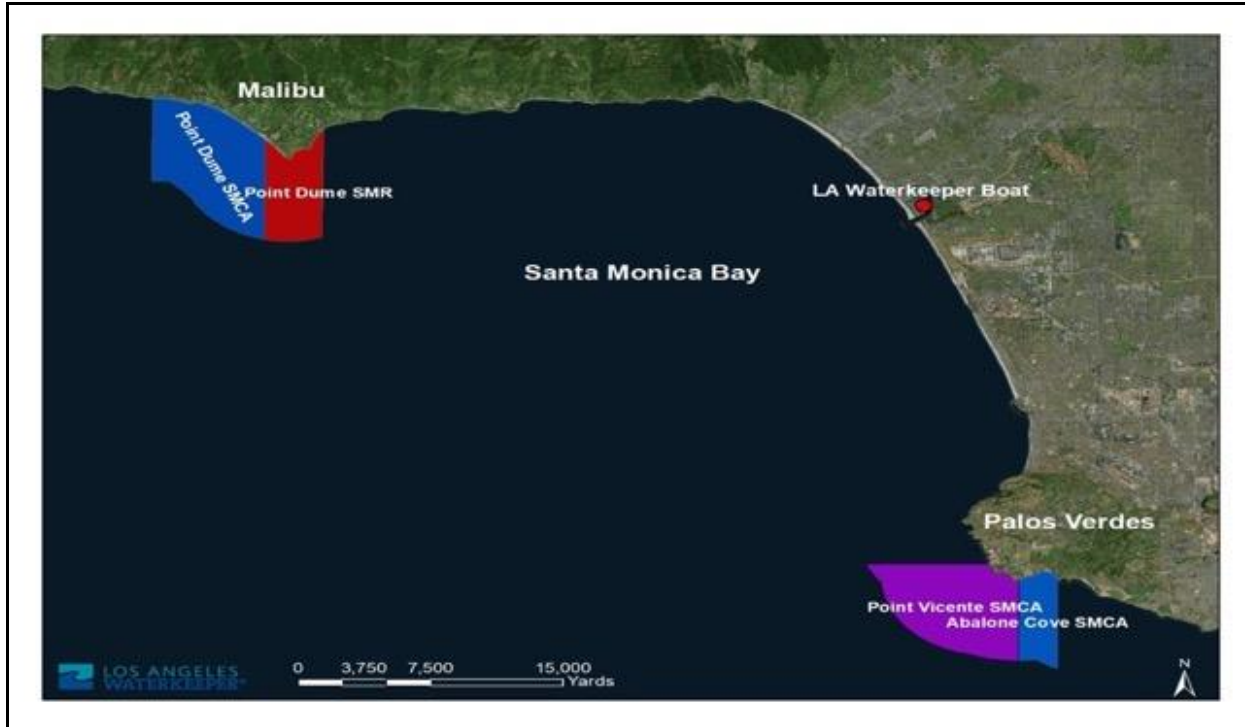 Malibu
Point Dume SMCA
Point Dume SMR
LA Waterkeeper Boat
Santa Monica Bay
Palos Verdes
Point Vicente SMCA
Abalone Cove SMCA
LOS ANGELES
WATERKEEPER
0 3,750 7,500 15,000
Yards
N